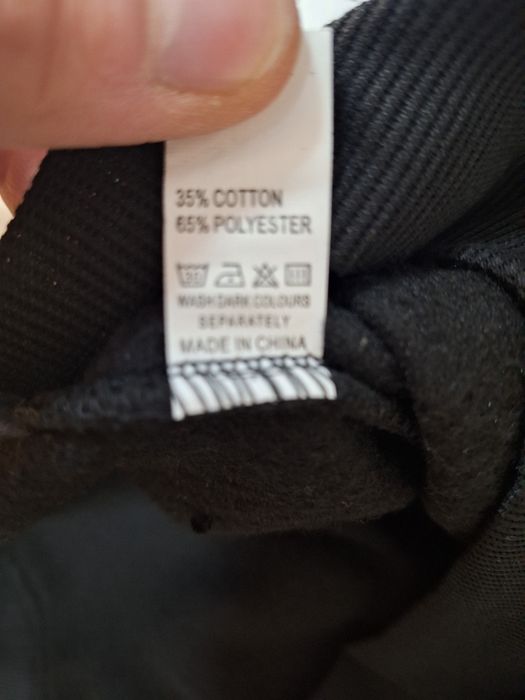 35% COTTON
65% POLYESTER
WASH DARK COLOURS
SEPARATELY
MADE IN CHINA